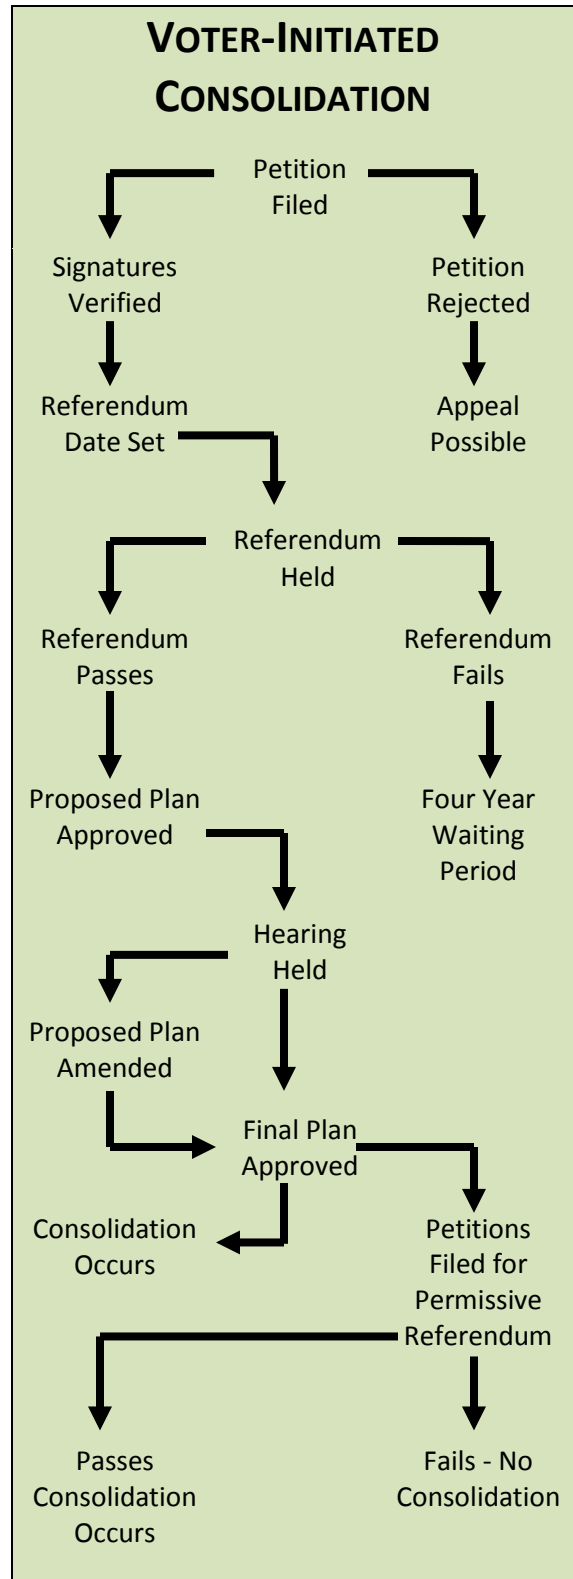 VOTER-INITIATED
CONSOLIDATION
Petition
Filed
Signatures
Verified
Petition
Rejected
Referendum
Date Set
Appeal
Possible
Referendum
Held
Referendum
Passes
Referendum
Fails
Proposed Plan
Approved
Four Year
Waiting
Period
Hearing
Held
Proposed Plan
Amended
Final Plan
Approved
Consolidation
Occurs
Petitions
Filed for
Permissive
Referendum
Passes
Consolidation
Occurs
Fails - No
Consolidation